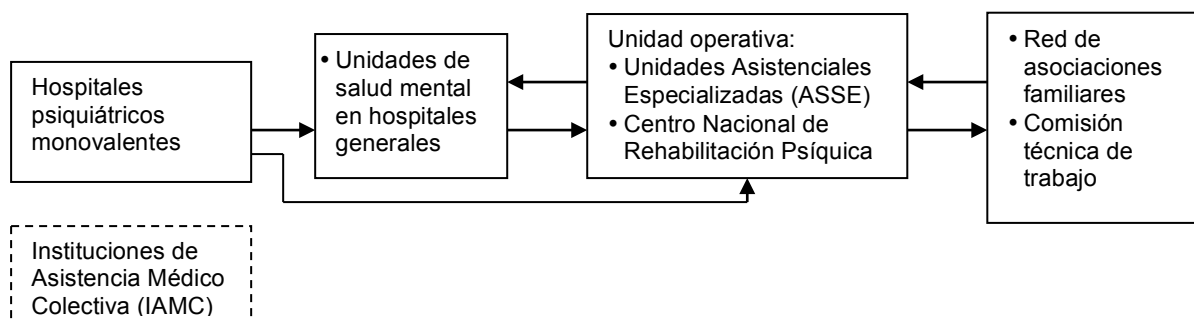 Hospitales
psiquiátricos
monovalentes
• Unidades de
salud mental
en hospitales
generales
Unidad operativa:
• Unidades Asistenciales
Especializadas (ASSE)
• Centro Nacional de
Rehabilitación Psíquica
• Red de
asociaciones
familiares
• Comisión
técnica de
trabajo
Instituciones de
Asistencia Médico
Colectiva (IAMC)